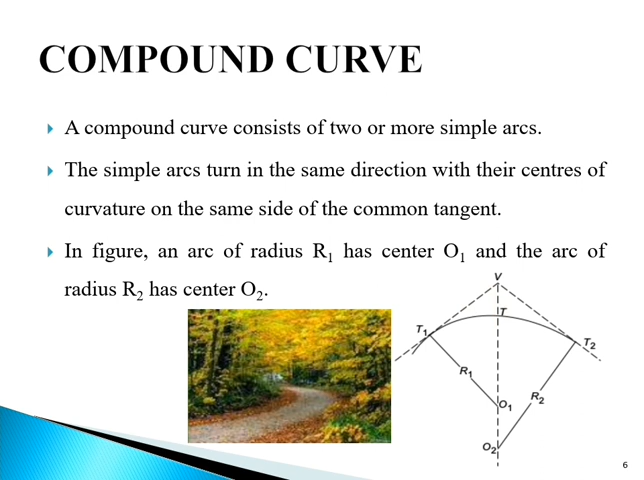 COMPOUND CURVE
A compound curve consists of two or more simple arcs.
The simple arcs turn in the same direction with their centres of
curvature on the same side of the common tangent.
In figure, an arc of radius R₁ has center O₁ and the arc of
radius R₂ has center O₂.
V
T
T₁
T₂
R₁
R₂
O₁
O₂
6